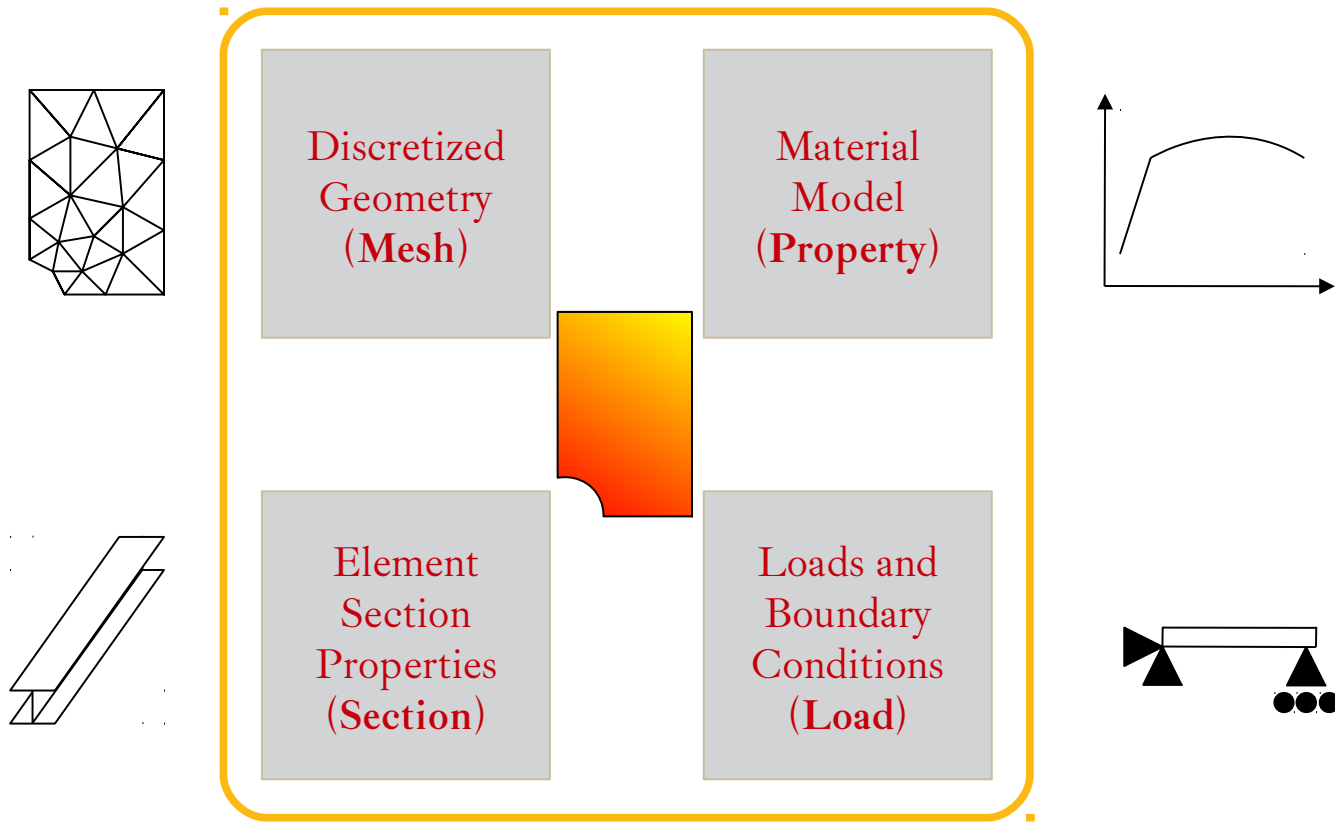 Discretized
Geometry
(Mesh)
Material
Model
(Property)
Element
Section
Properties
(Section)
Loads and
Boundary
Conditions
(Load)